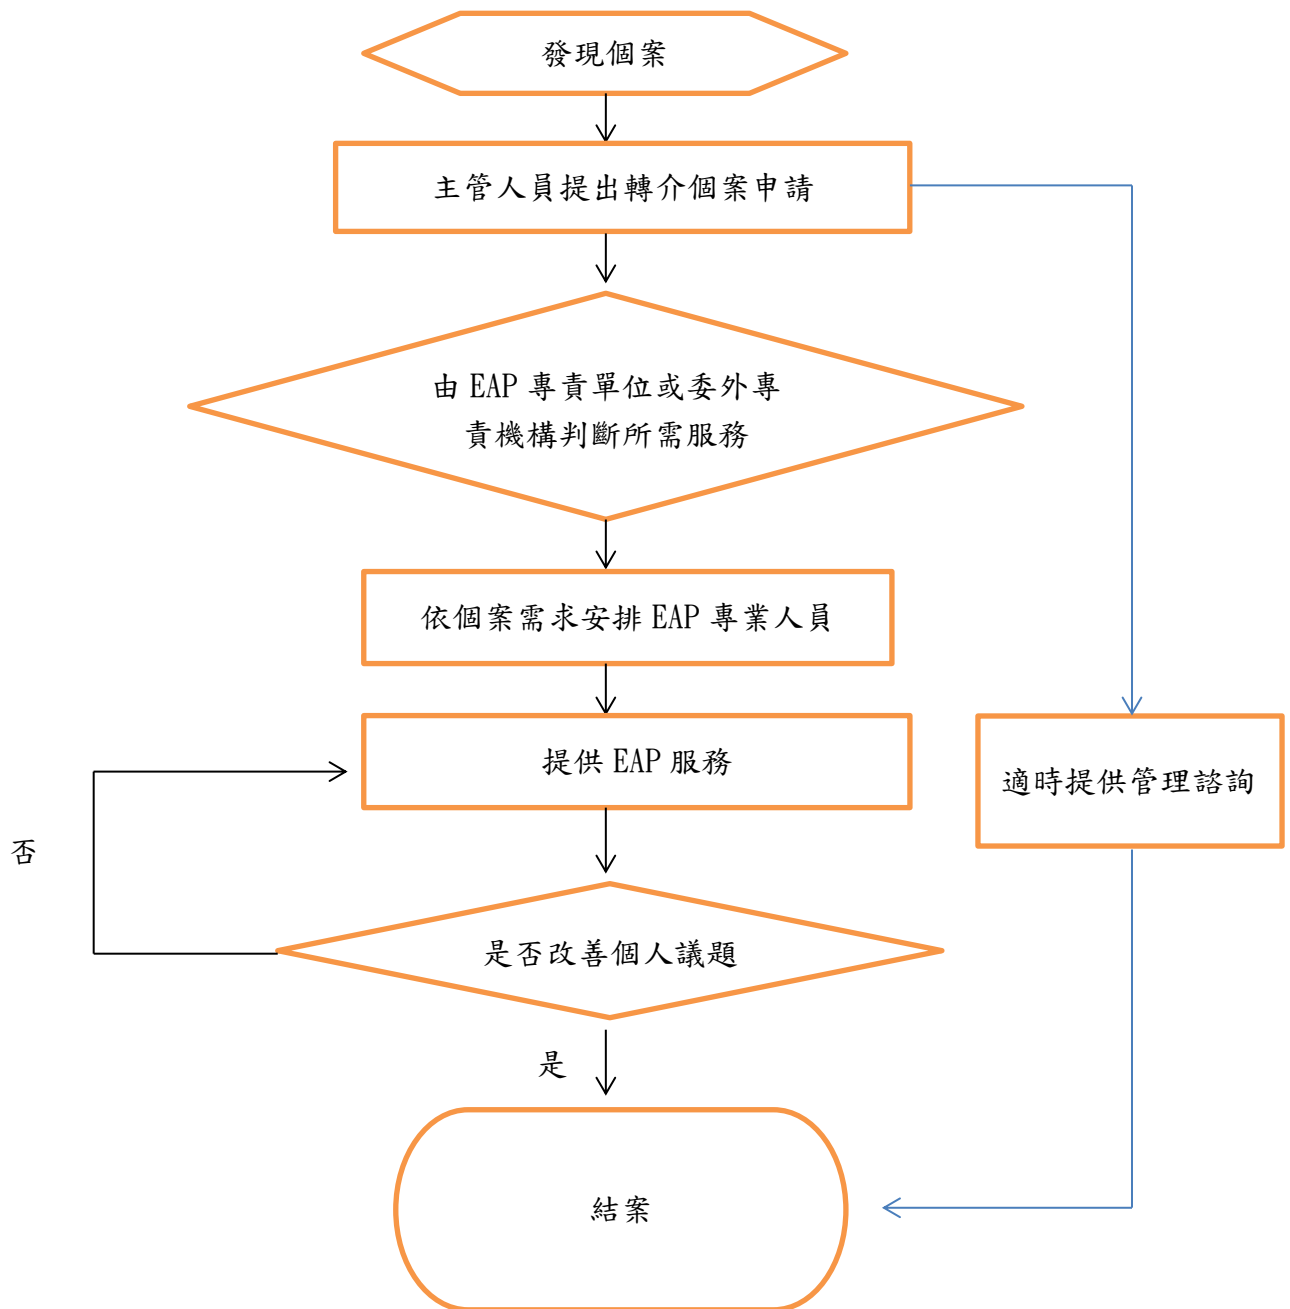 發現個案
主管人員提出轉介個案申請
由 EAP 專責單位或委外專
責機構判斷所需服務
依個案需求安排 EAP 專業人員
提供 EAP 服務
適時提供管理諮詢
否
是否改善個人議題
是
結案